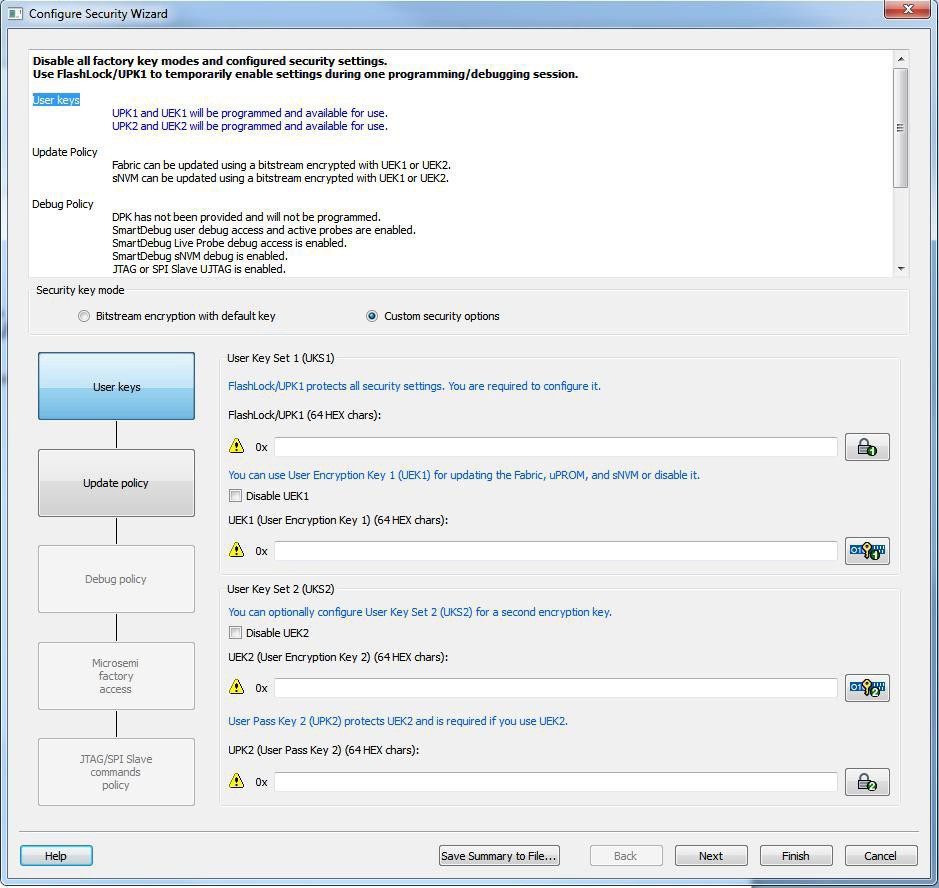 Configure Security Wizard
Disable all factory key modes and configured security settings.
Use FlashLock/UPK1 to temporarily enable settings during one programming/debugging session.
User keys
UPK1 and UEK1 will be programmed and available for use.
UPK2 and UEK2 will be programmed and available for use.
Update Policy
Fabric can be updated using a bitstream encrypted with UEK1 or UEK2.
sNVM can be updated using a bitstream encrypted with UEK1 or UEK2.
Debug Policy
DPK has not been provided and will not be programmed.
SmartDebug user debug access and active probes are enabled.
SmartDebug Live Probe debug access is enabled.
SmartDebug sNVM debug is enabled.
JTAG or SPI Slave UJTAG is enabled.
Security key mode
Bitstream encryption with default key
Custom security options
User keys
Update policy
Debug policy
Microsemi
factory
access
JTAG/SPI Slave
commands
policy
User Key Set 1 (UKS1)
FlashLock/UPK1 protects all security settings. You are required to configure it.
FlashLock/UPK1 (64 HEX chars):
0x
1
You can use User Encryption Key 1 (UEK1) for updating the Fabric, uPROM, and sNVM or disable it.
Disable UEK1
UEK1 (User Encryption Key 1) (64 HEX chars):
0x
1
User Key Set 2 (UKS2)
You can optionally configure User Key Set 2 (UKS2) for a second encryption key.
Disable UEK2
UEK2 (User Encryption Key 2) (64 HEX chars):
0x
2
User Pass Key 2 (UPK2) protects UEK2 and is required if you use UEK2.
UPK2 (User Pass Key 2) (64 HEX chars):
0x
2
Help
Save Summary to File...
Back
Next
Finish
Cancel